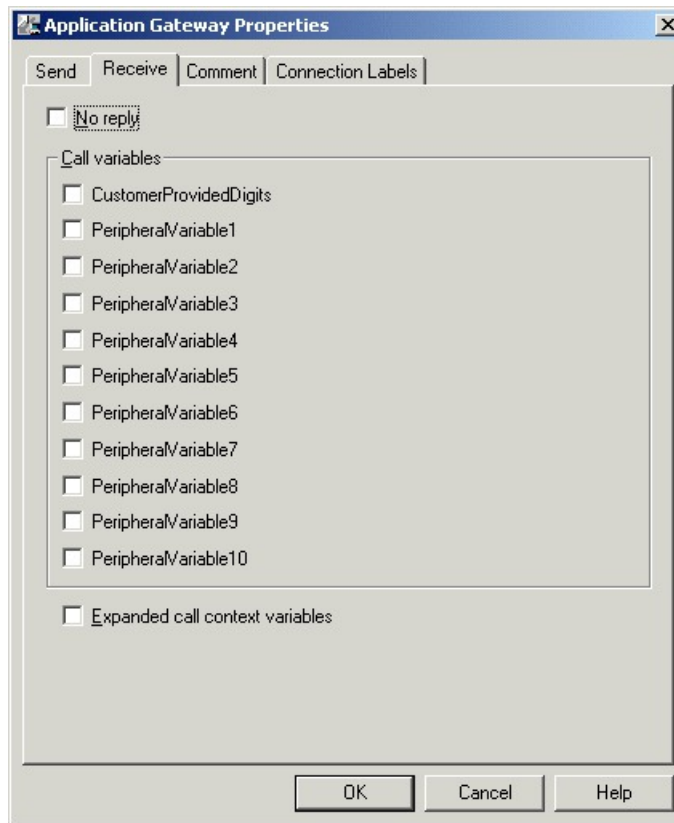 Application Gateway Properties
Send Receive Comment Connection Labels
No reply
Call variables
CustomerProvidedDigits
PeripheralVariable1
PeripheralVariable2
PeripheralVariable3
PeripheralVariable4
PeripheralVariable5
PeripheralVariable6
PeripheralVariable7
PeripheralVariable8
PeripheralVariable9
PeripheralVariable10
Expanded call context variables
OK Cancel Help